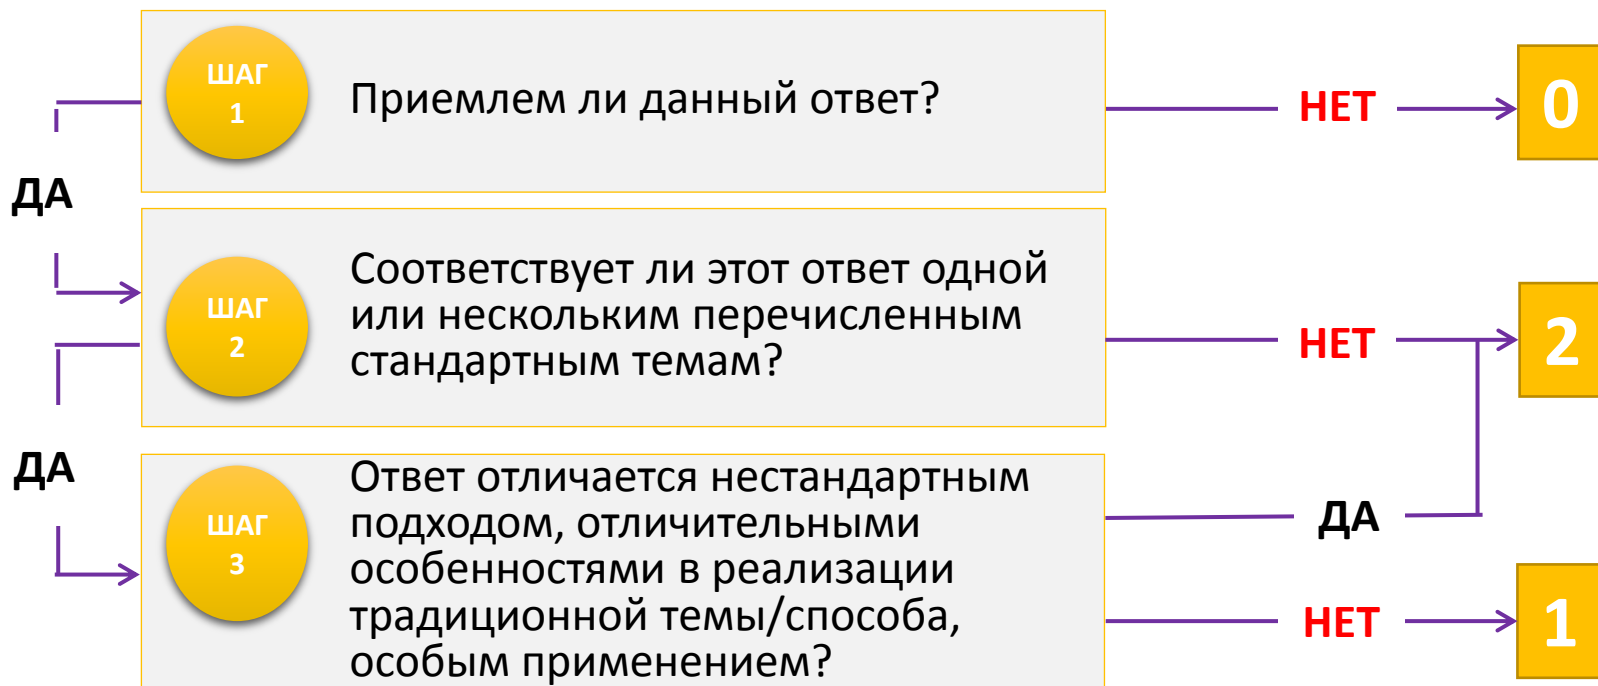 ШАГ
1
Приемлем ли данный ответ?
НЕТ
0
ДА
ШАГ
2
Соответствует ли этот ответ одной
или нескольким перечисленным
стандартным темам?
НЕТ
2
ДА
ШАГ
3
Ответ отличается нестандартным
подходом, отличительными
особенностями в реализации
традиционной темы/способа,
особым применением?
ДА
НЕТ
1